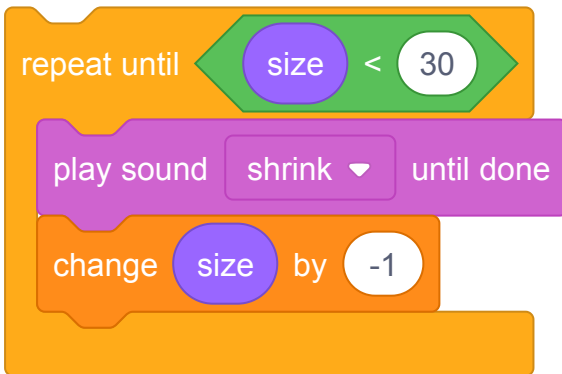 repeat until size < 30
play sound shrink until done
change size by -1